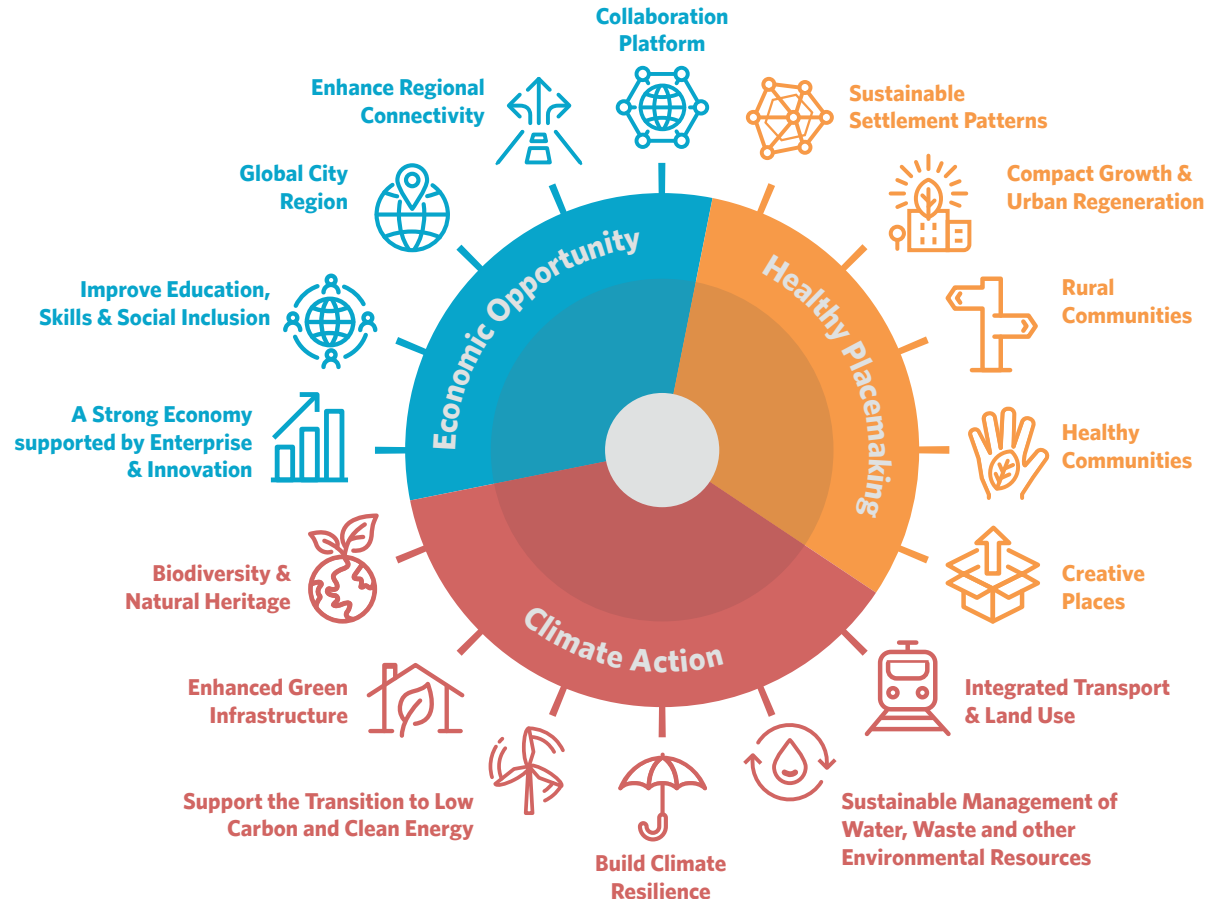 Collaboration
Platform
Enhance Regional
Connectivity
Sustainable
Settlement Patterns
Global City
Region
Compact Growth &
Urban Regeneration
Improve Education,
Skills & Social Inclusion
Rural
Communities
A Strong Economy
supported by Enterprise
& Innovation
Healthy
Communities
Economic Opportunity
Healthy Placemaking
Climate Action
Biodiversity &
Natural Heritage
Creative
Places
Enhanced Green
Infrastructure
Integrated Transport
& Land Use
Support the Transition to Low
Carbon and Clean Energy
Sustainable Management of
Water, Waste and other
Environmental Resources
Build Climate
Resilience